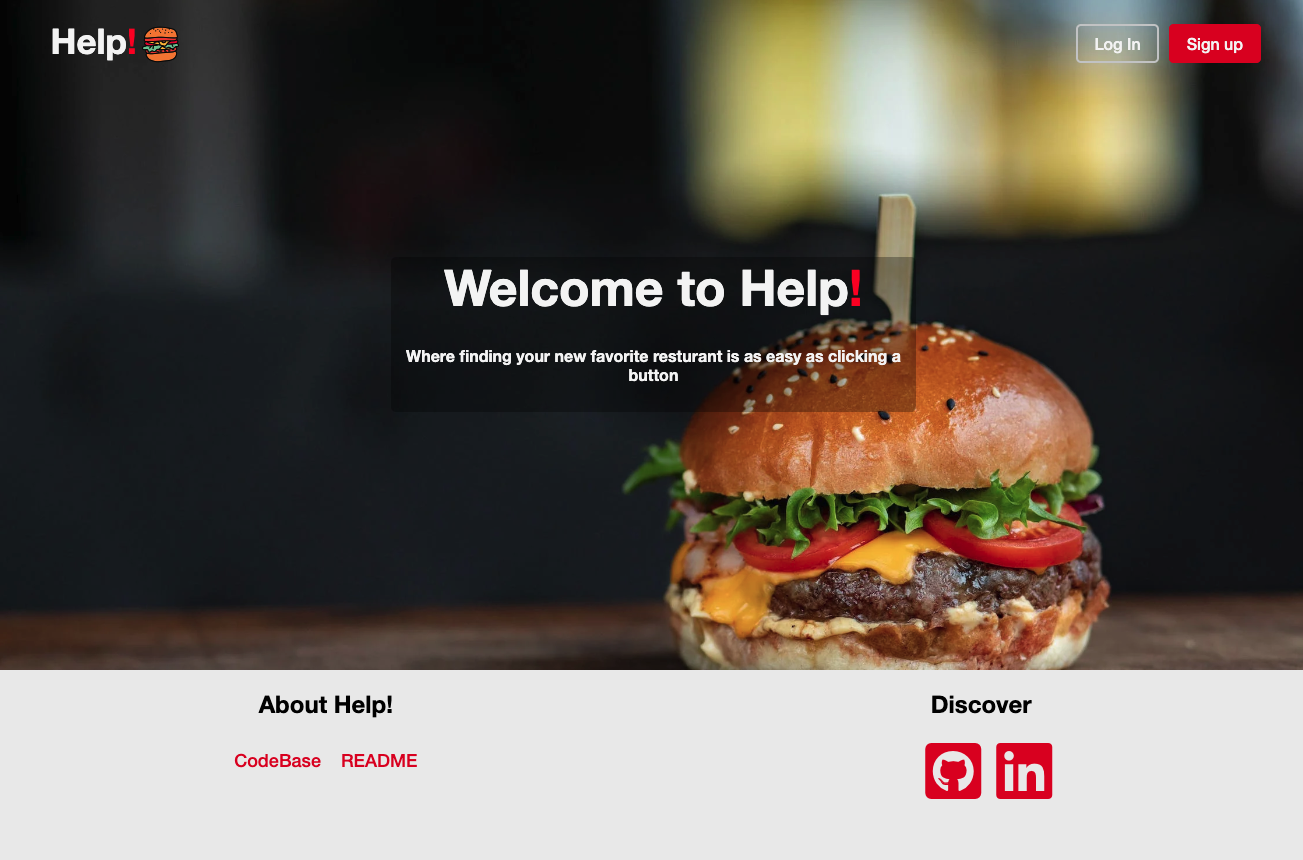 Help!
Log In
Sign up
Welcome to Help!
Where finding your new favorite resturant is as easy as clicking a
button
About Help!
Discover
CodeBase README
in